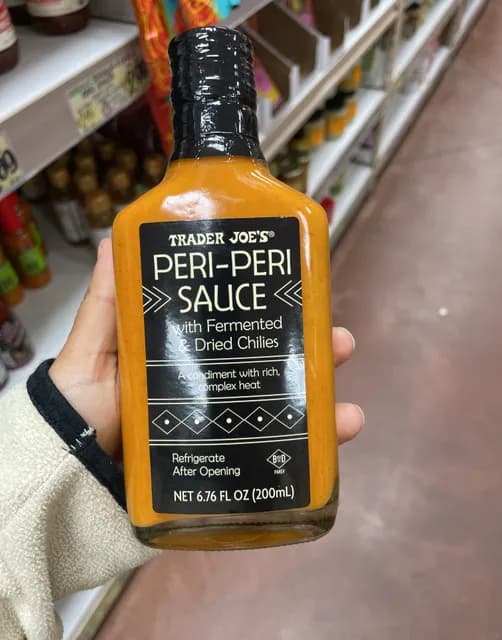 TRADER JOE'S®
PERI-PERI
SAUCE
with Fermented
& Dried Chilies
A condiment with rich,
complex heat
Refrigerate
After Opening
PAREV
NET 6.76 FL OZ (200mL)